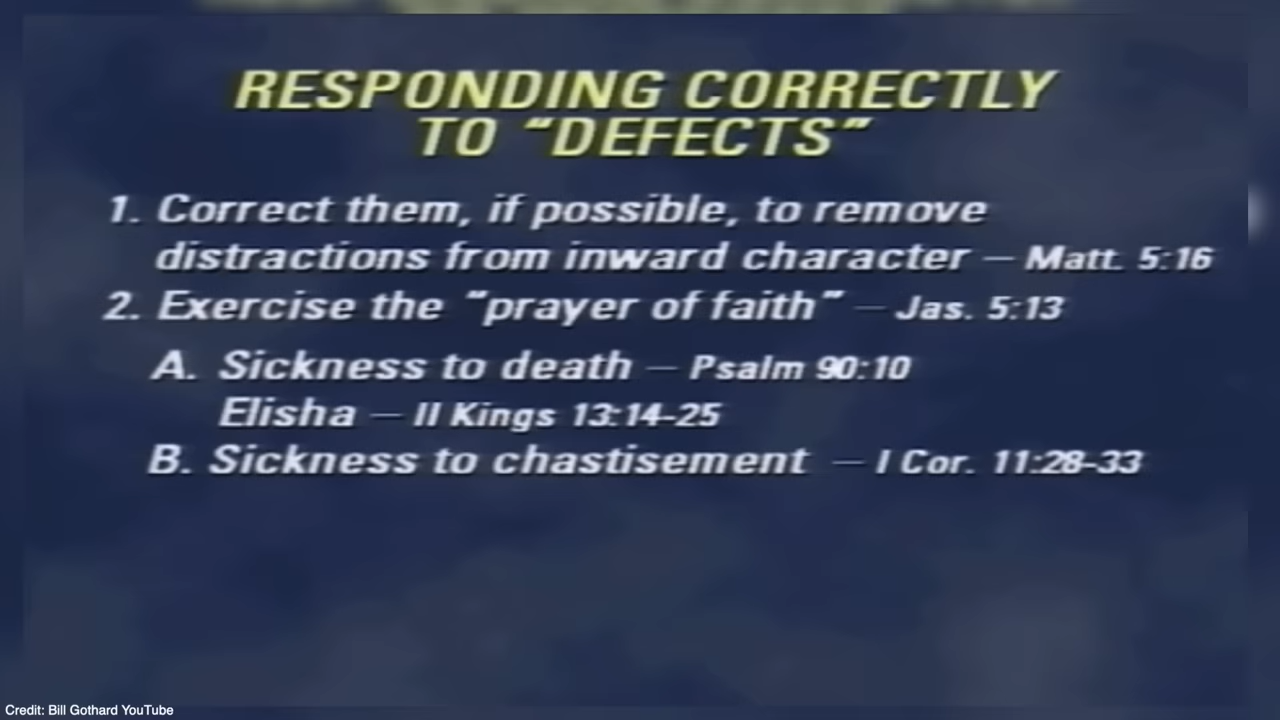 RESPONDING CORRECTLY
TO "DEFECTS"
1. Correct them, if possible, to remove
distractions from inward character – Matt. 5:16
2. Exercise the "prayer of faith" – Jas. 5:13
A. Sickness to death – Psalm 90:10
Elisha – II Kings 13:14-25
B. Sickness to chastisement – I Cor. 11:28-33
Credit: Bill Gothard YouTube